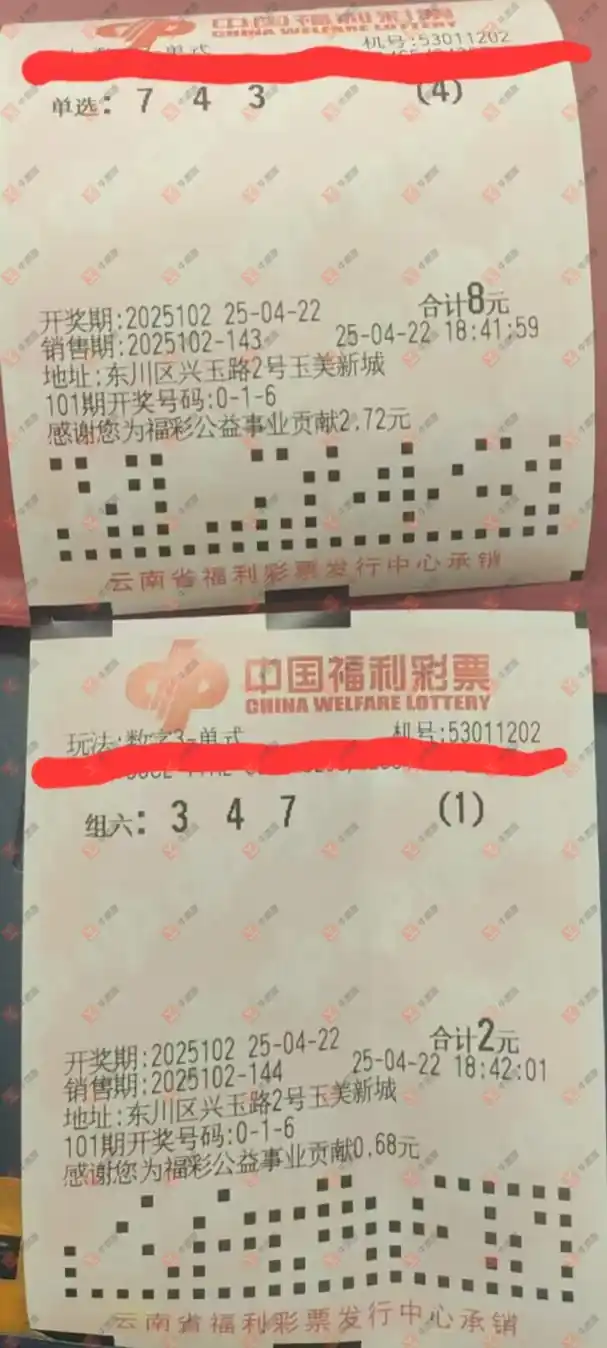 中国福利彩票
CHINA WELFARE LOTTERY
单式
机号:53011202
单选: 7 4 3 (4)
合计8元
开奖期:2025102 25-04-22
销售期:2025102-143 25-04-22 18:41:59
地址:东川区兴玉路2号玉美新城
101期开奖号码:0-1-6
感谢您为福彩公益事业贡献2.72元
云南省福利彩票发行中心承销
中国福利彩票
CHINA WELFARE LOTTERY
玩法:数字3-单式 机号:53011202
组六: 3 4 7 (1)
合计2元
开奖期:2025102 25-04-22
销售期:2025102-144 25-04-22 18:42:01
地址:东川区兴玉路2号玉美新城
101期开奖号码:0-1-6
感谢您为福彩公益事业贡献0.68元
云南省福利彩票发行中心承销